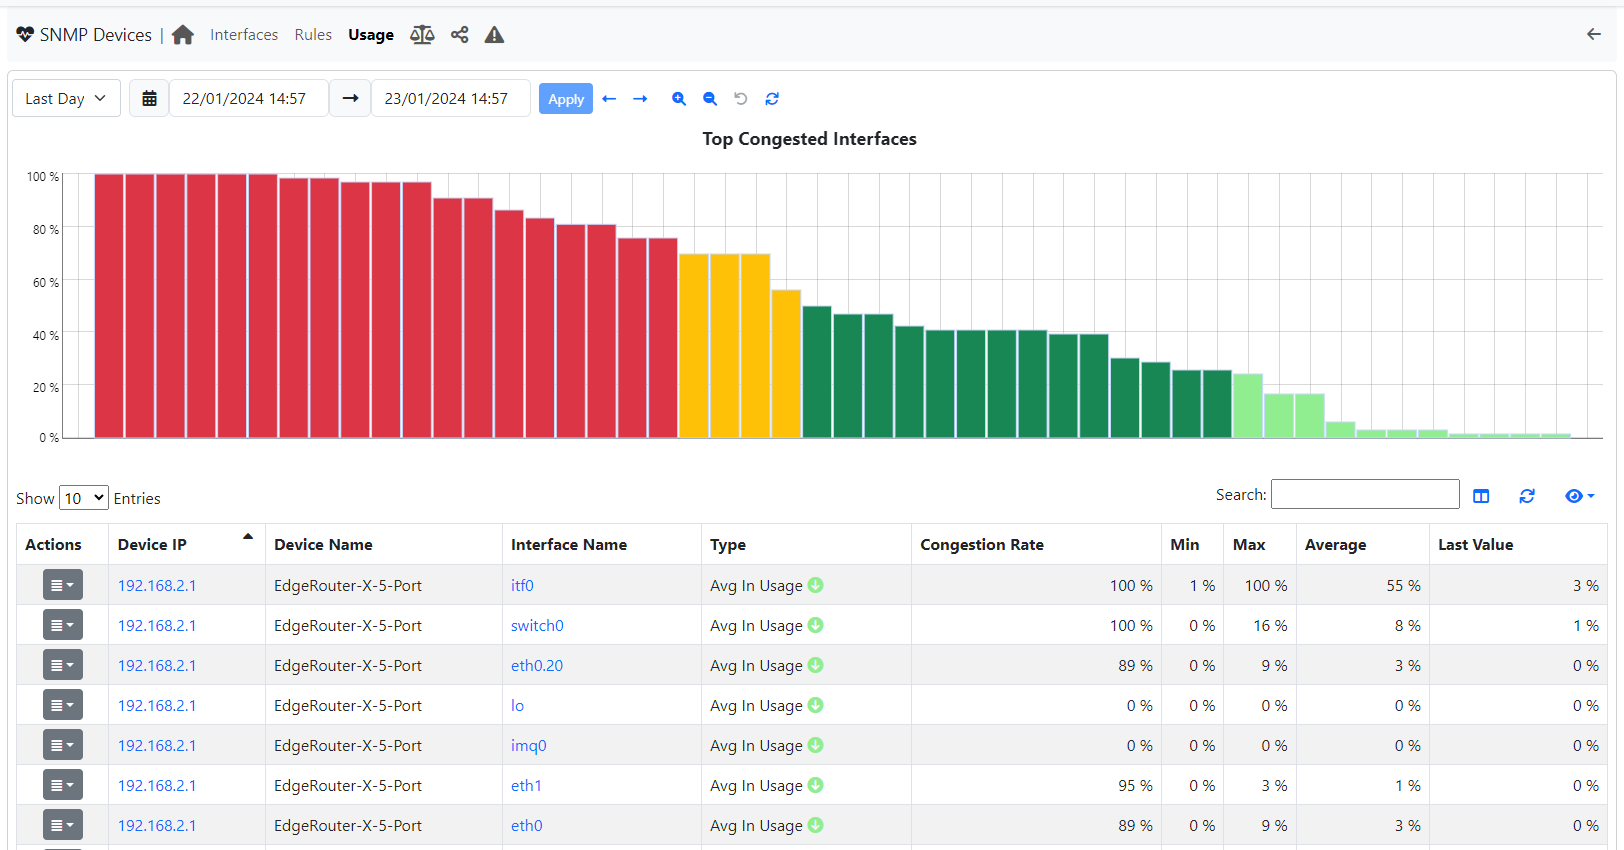 SNMP Devices | Interfaces Rules Usage
Last Day 22/01/2024 14:57 23/01/2024 14:57 Apply
Top Congested Interfaces
100 %
80 %
60 %
40 %
20 %
0 %
Show 10 Entries Search:
Actions Device IP Device Name Interface Name Type Congestion Rate Min Max Average Last Value
192.168.2.1 EdgeRouter-X-5-Port itf0 Avg In Usage 100 % 1 % 100 % 55 % 3 %
192.168.2.1 EdgeRouter-X-5-Port switch0 Avg In Usage 100 % 0 % 16 % 8 % 1 %
192.168.2.1 EdgeRouter-X-5-Port eth0.20 Avg In Usage 89 % 0 % 9 % 3 % 0 %
192.168.2.1 EdgeRouter-X-5-Port lo Avg In Usage 0 % 0 % 0 % 0 % 0 %
192.168.2.1 EdgeRouter-X-5-Port imq0 Avg In Usage 0 % 0 % 0 % 0 % 0 %
192.168.2.1 EdgeRouter-X-5-Port eth1 Avg In Usage 95 % 0 % 3 % 1 % 0 %
192.168.2.1 EdgeRouter-X-5-Port eth0 Avg In Usage 89 % 0 % 9 % 3 % 0 %